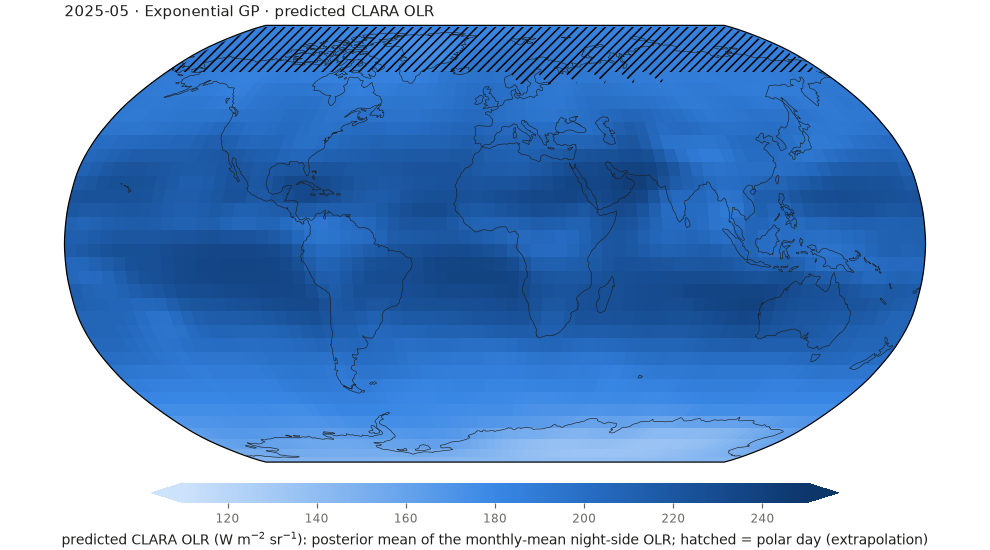 2025-05 · Exponential GP · predicted CLARA OLR
120 140 160 180 200 220 240
predicted CLARA OLR (W m⁻² sr⁻¹): posterior mean of the monthly-mean night-side OLR; hatched = polar day (extrapolation)